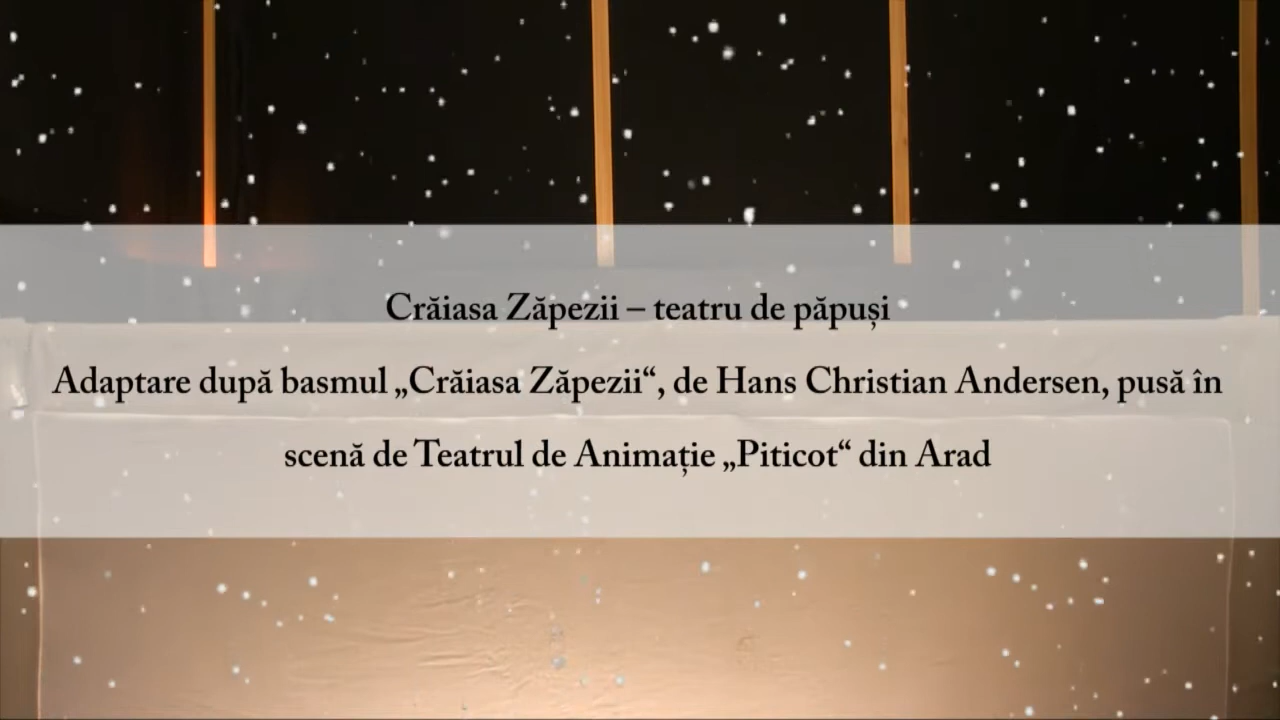 Crăiasa Zăpezii – teatru de păpuși
Adaptare după basmul „Crăiasa Zăpezii“, de Hans Christian Andersen, pusă în
scenă de Teatrul de Animație „Piticot“ din Arad